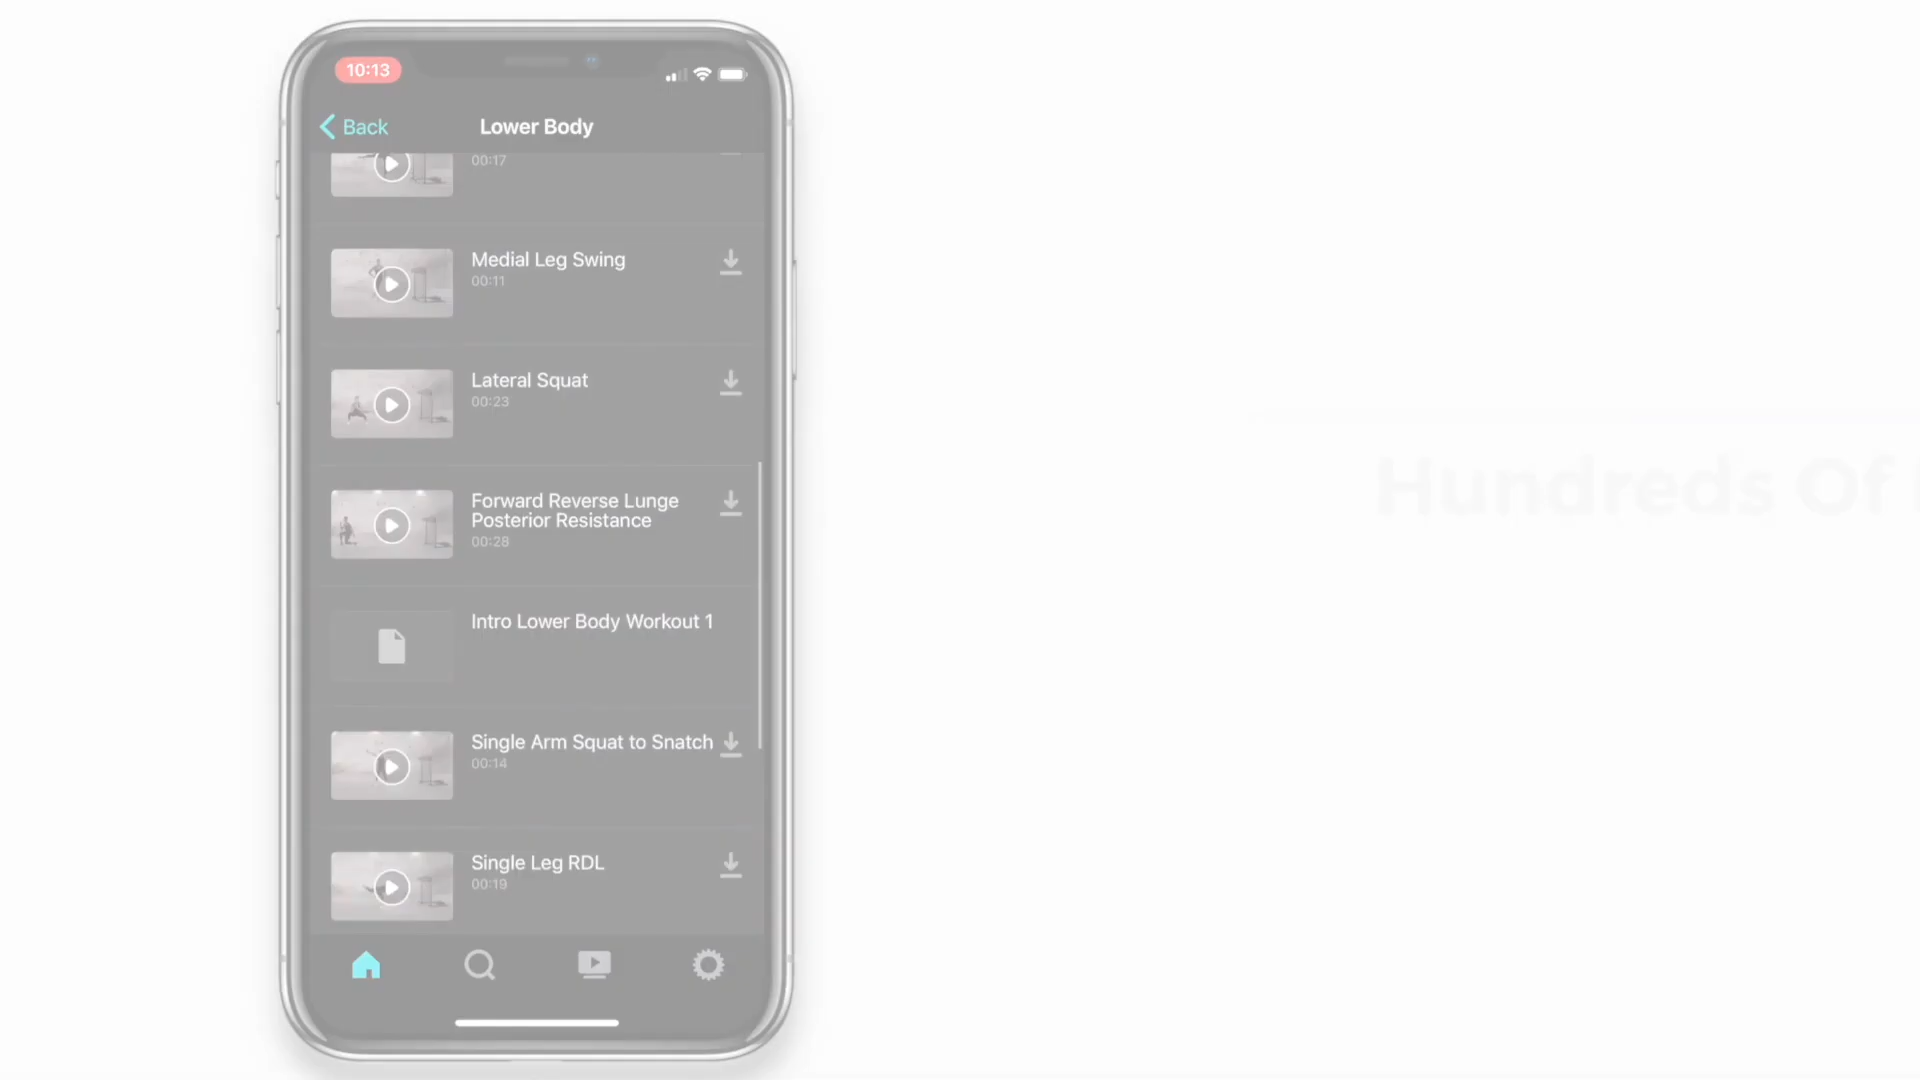 10:13
Back
Lower Body
00:17
Medial Leg Swing
00:11
Lateral Squat
00:23
Forward Reverse Lunge
Posterior Resistance
00:28
Intro Lower Body Workout 1
Single Arm Squat to Snatch
00:14
Single Leg RDL
00:19
Hundreds Of